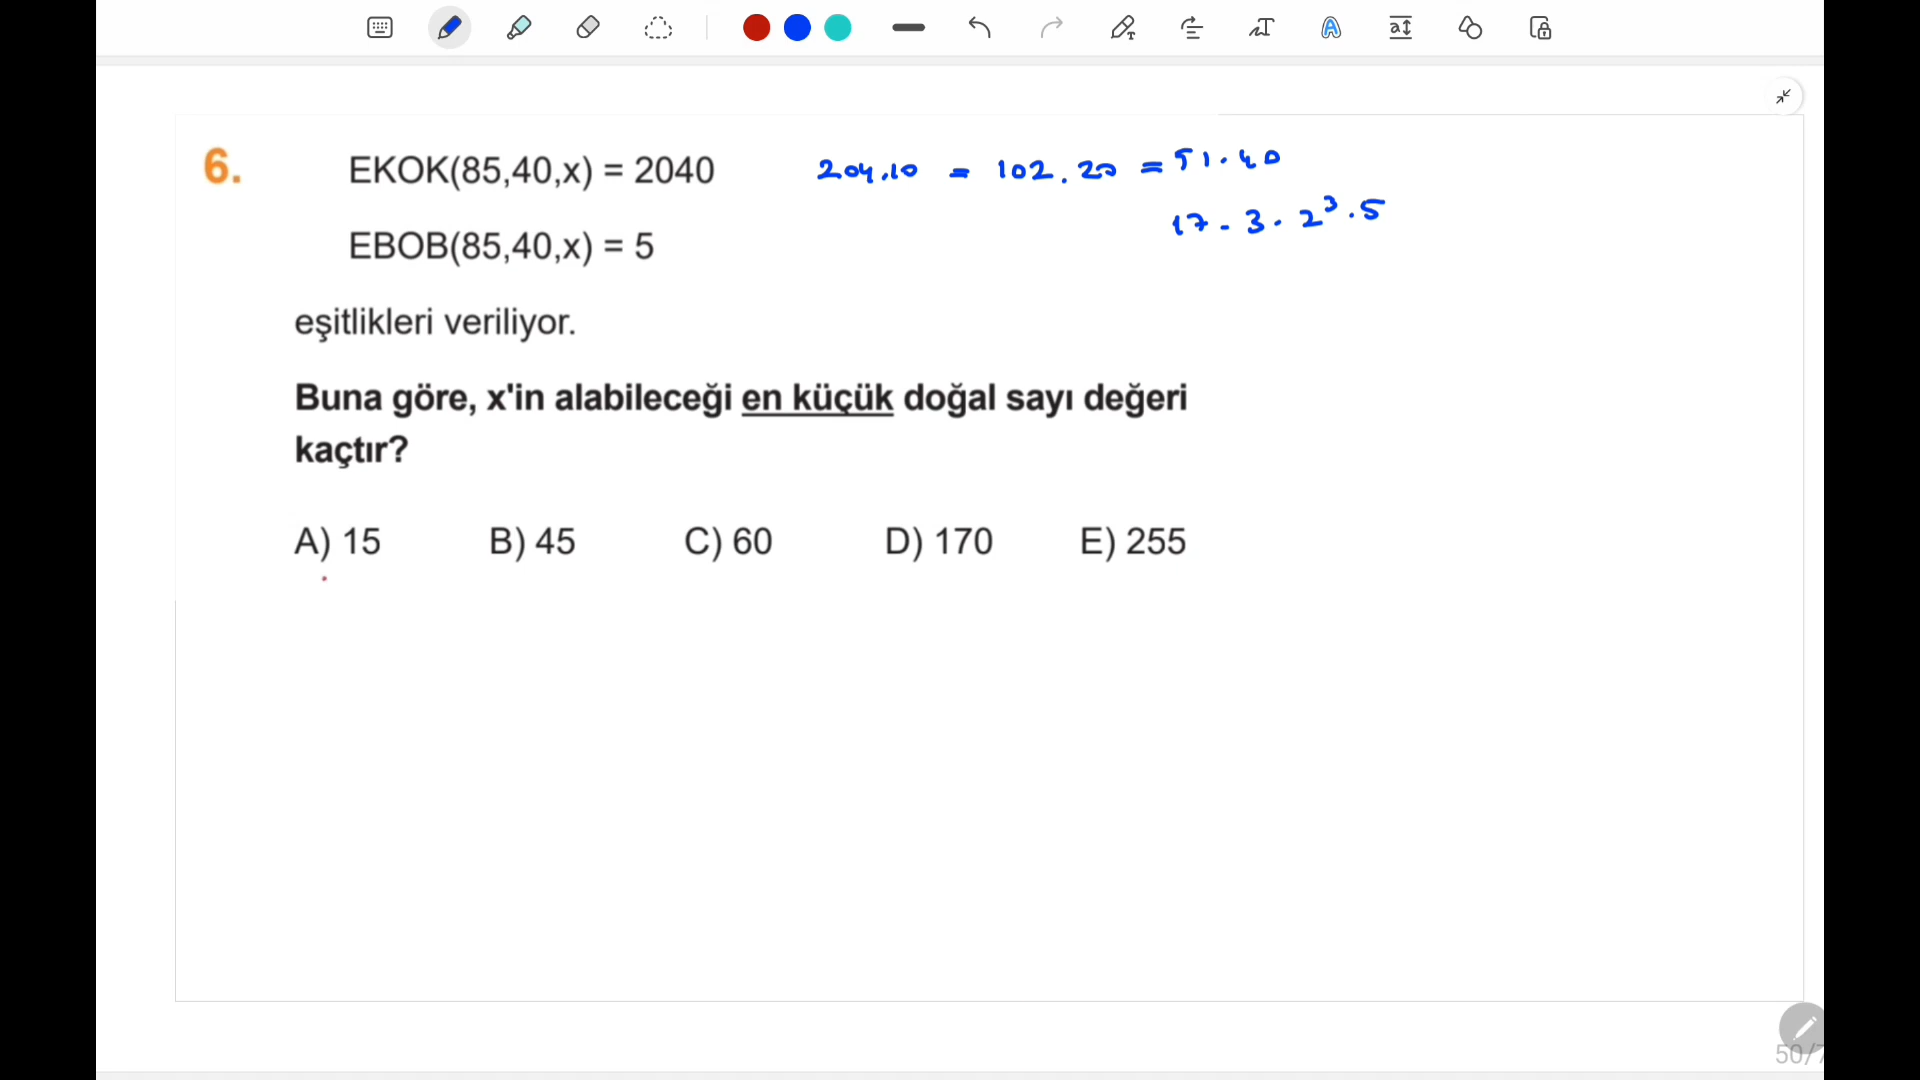 6. EKOK(85,40,x) = 2040
204.10 = 102.20 = 51.40
17.3.2³.5
EBOB(85,40,x) = 5
eşitlikleri veriliyor.
Buna göre, x'in alabileceği en küçük doğal sayı değeri
kaçtır?
A) 15 B) 45 C) 60 D) 170 E) 255